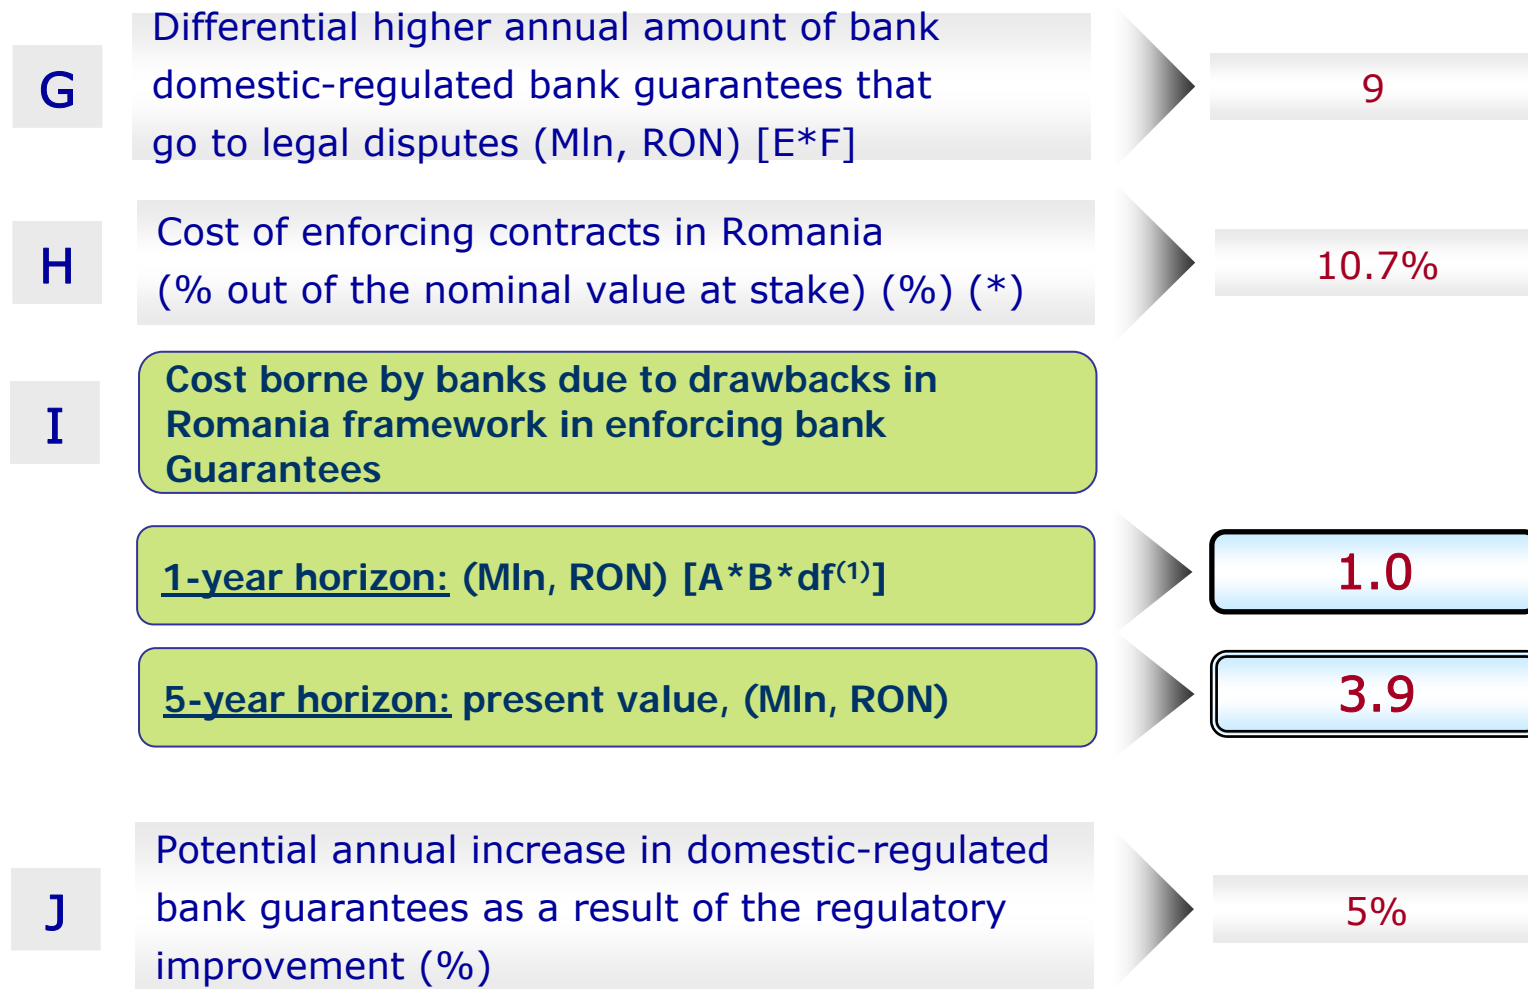 G
Differential higher annual amount of bank
domestic-regulated bank guarantees that
go to legal disputes (Mln, RON) [E*F]
9
H
Cost of enforcing contracts in Romania
(% out of the nominal value at stake) (%) (*)
10.7%
I
Cost borne by banks due to drawbacks in
Romania framework in enforcing bank
Guarantees
1-year horizon: (Mln, RON) [A*B*df(1)]
1.0
5-year horizon: present value, (Mln, RON)
3.9
J
Potential annual increase in domestic-regulated
bank guarantees as a result of the regulatory
improvement (%)
5%